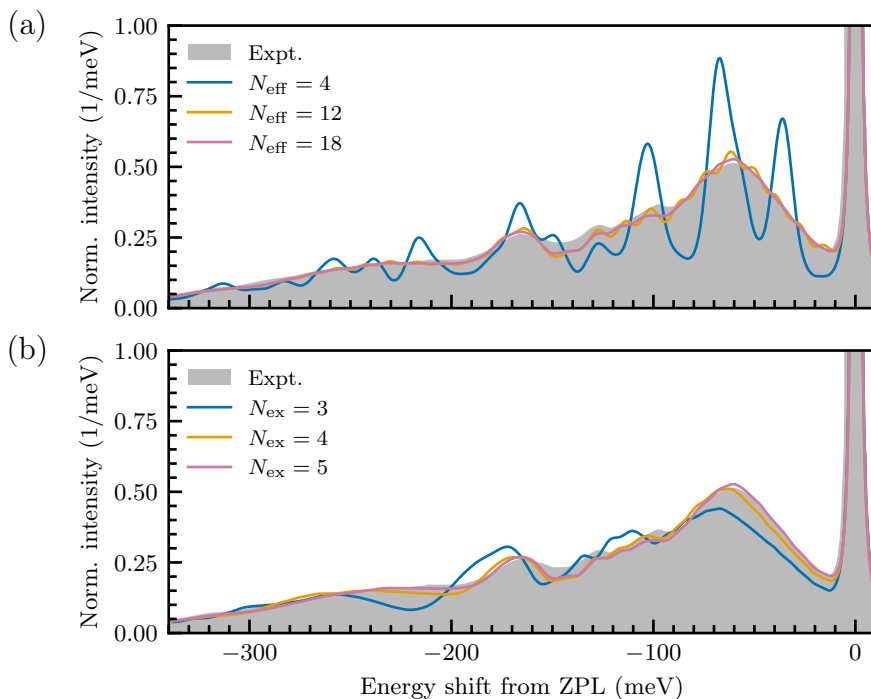 (a)
Norm. intensity (1/meV)
1.00
0.75
0.50
0.25
0.00
Expt.
N_eff = 4
N_eff = 12
N_eff = 18
(b)
Norm. intensity (1/meV)
1.00
0.75
0.50
0.25
0.00
Expt.
N_ex = 3
N_ex = 4
N_ex = 5
−300 −200 −100 0
Energy shift from ZPL (meV)